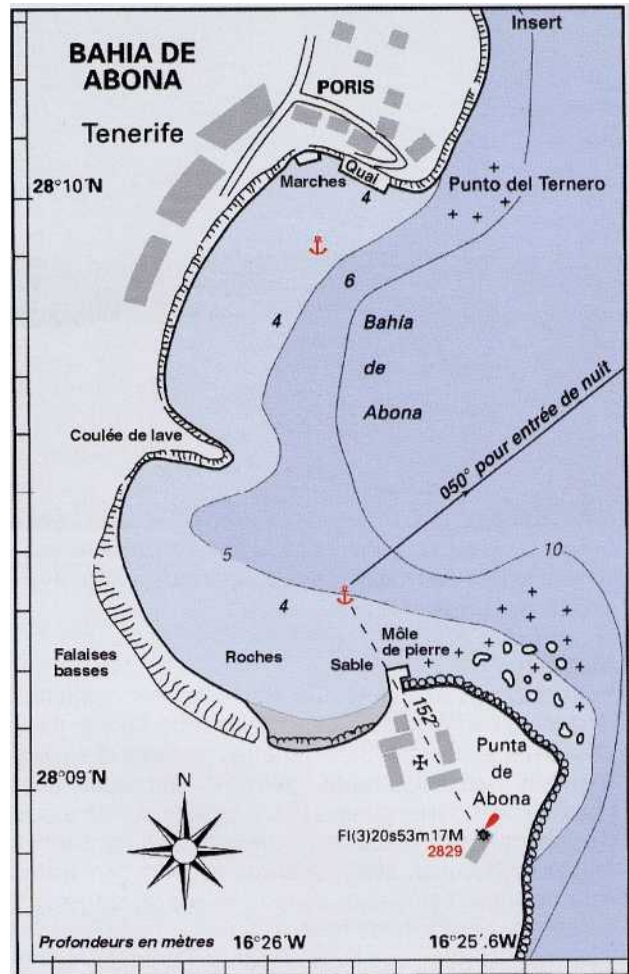 Insert
BAHIA DE
ABONA
Tenerife
PORIS
28°10´N
Marches
Quai
4
Punto del Ternero
6
4
Bahía
de
Abona
Coulée de lave
050° pour entrée de nuit
5
10
4
Môle
de pierre
Falaises
basses
Roches
Sable
152°
Punta
de
Abona
28°09´N
N
Fl(3)20s53m17M
2829
Profondeurs en mètres
16°26´W
16°25´.6W